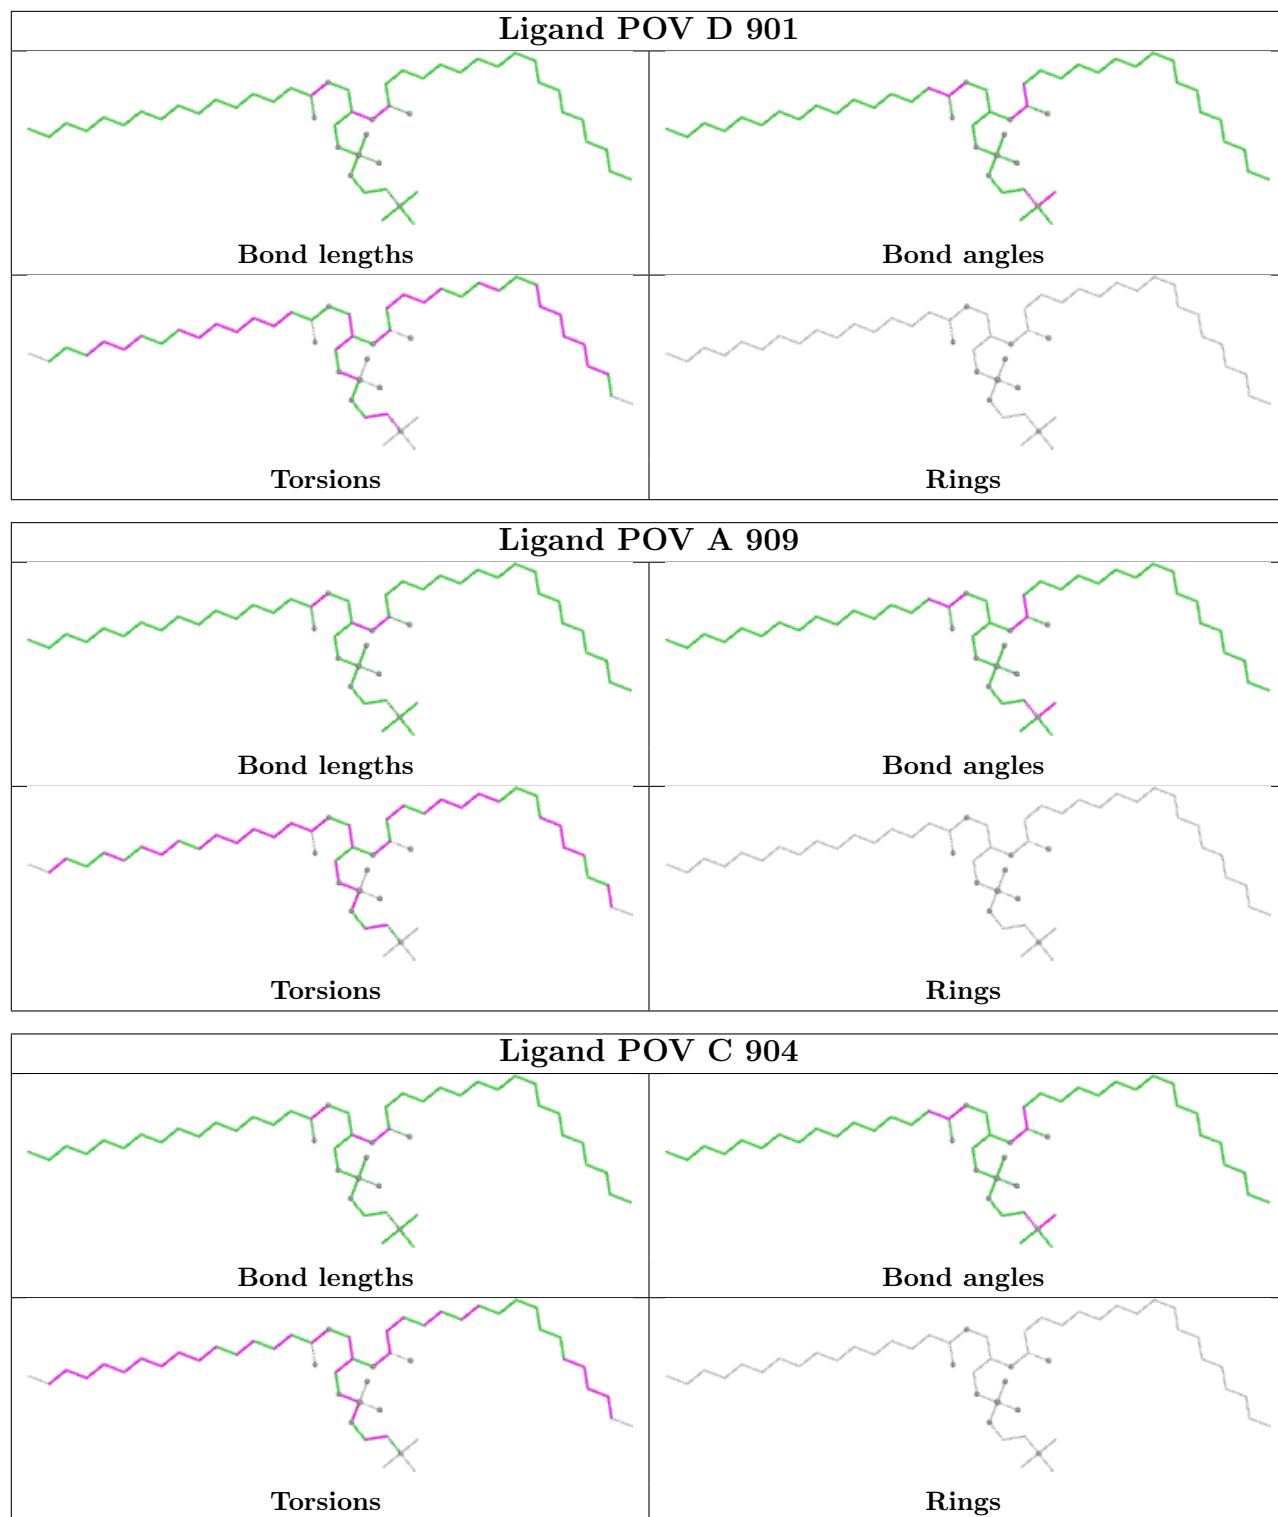 Ligand POV D 901
Bond lengths
Bond angles
Torsions
Rings
Ligand POV A 909
Bond lengths
Bond angles
Torsions
Rings
Ligand POV C 904
Bond lengths
Bond angles
Torsions
Rings